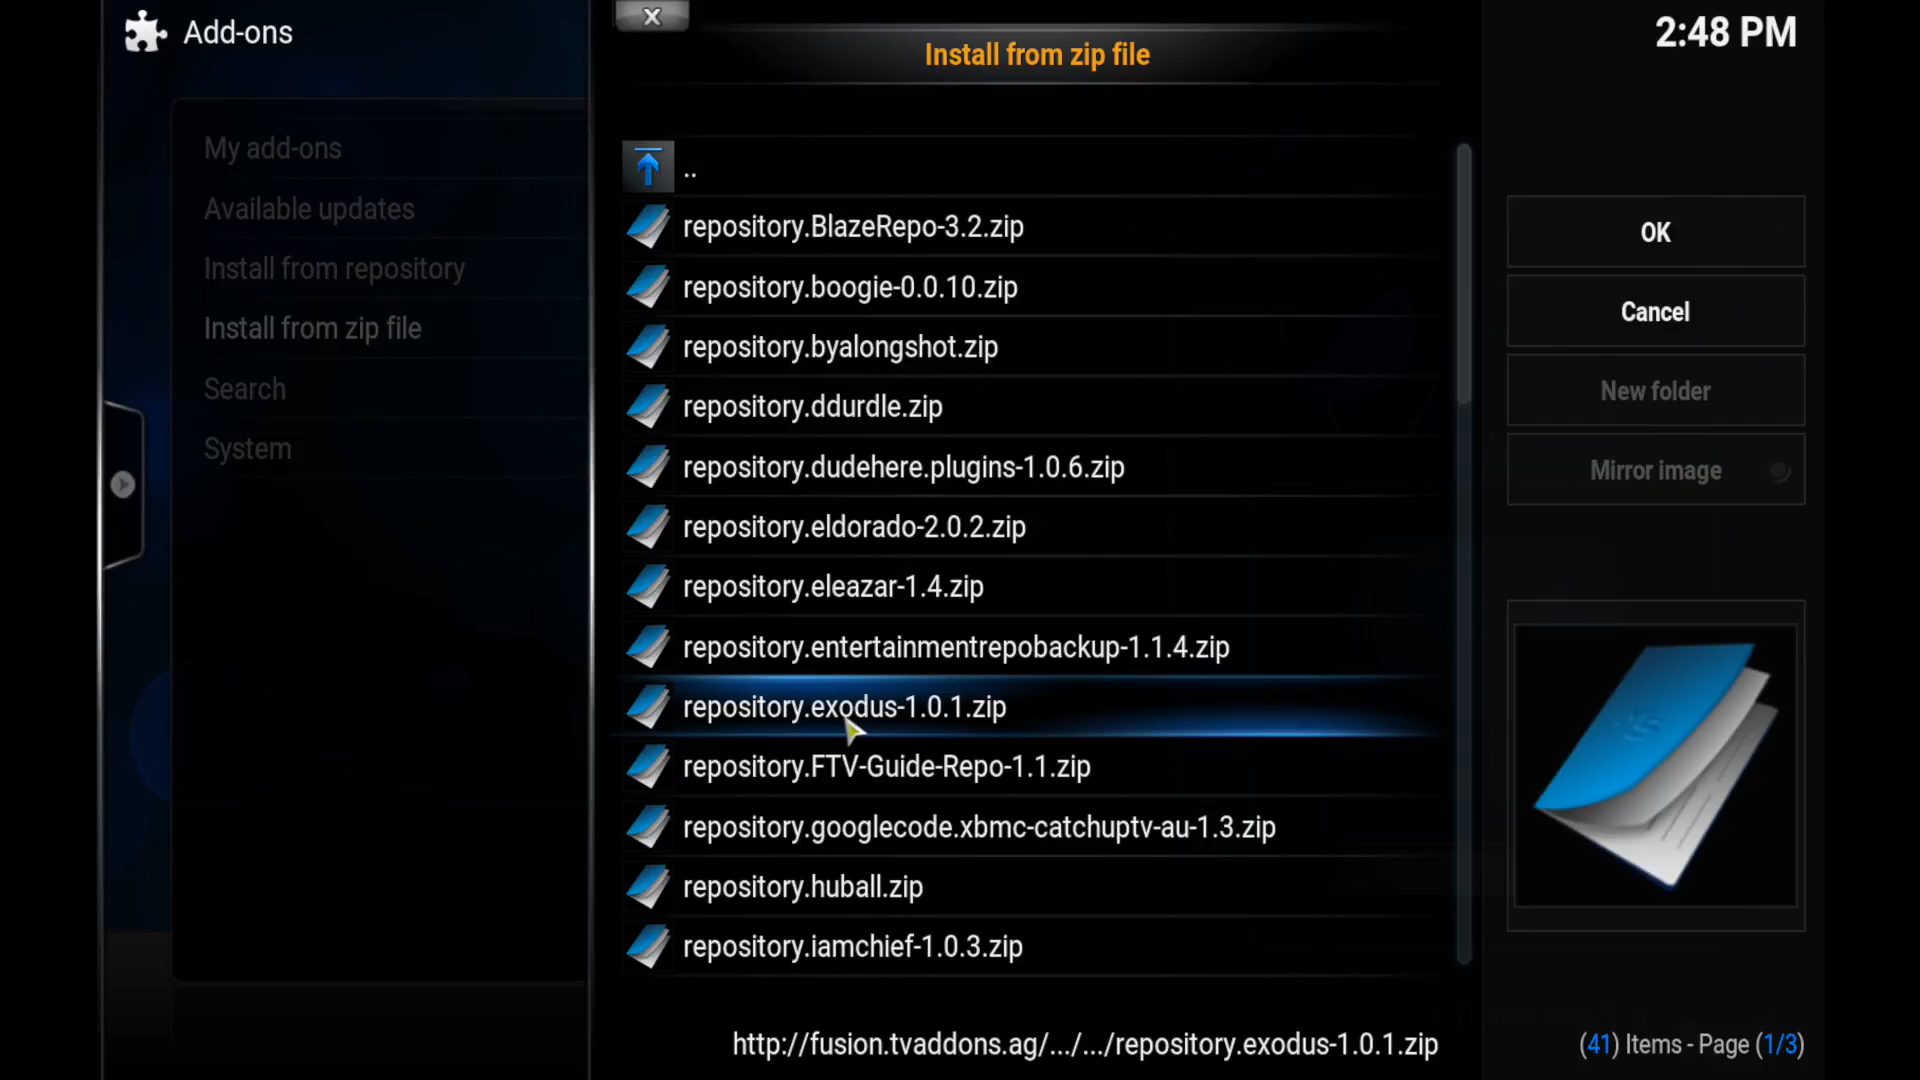 Add-ons
X
Install from zip file
2:48 PM
My add-ons
Available updates
Install from repository
Install from zip file
Search
System
..
repository.BlazeRepo-3.2.zip
repository.boogie-0.0.10.zip
repository.byalongshot.zip
repository.ddurdle.zip
repository.dudehere.plugins-1.0.6.zip
repository.eldorado-2.0.2.zip
repository.eleazar-1.4.zip
repository.entertainmentrepobackup-1.1.4.zip
repository.exodus-1.0.1.zip
repository.FTV-Guide-Repo-1.1.zip
repository.googlecode.xbmc-catchuptv-au-1.3.zip
repository.huball.zip
repository.iamchief-1.0.3.zip
OK
Cancel
New folder
Mirror image
http://fusion.tvaddons.ag/.../.../repository.exodus-1.0.1.zip
(41) Items - Page (1/3)